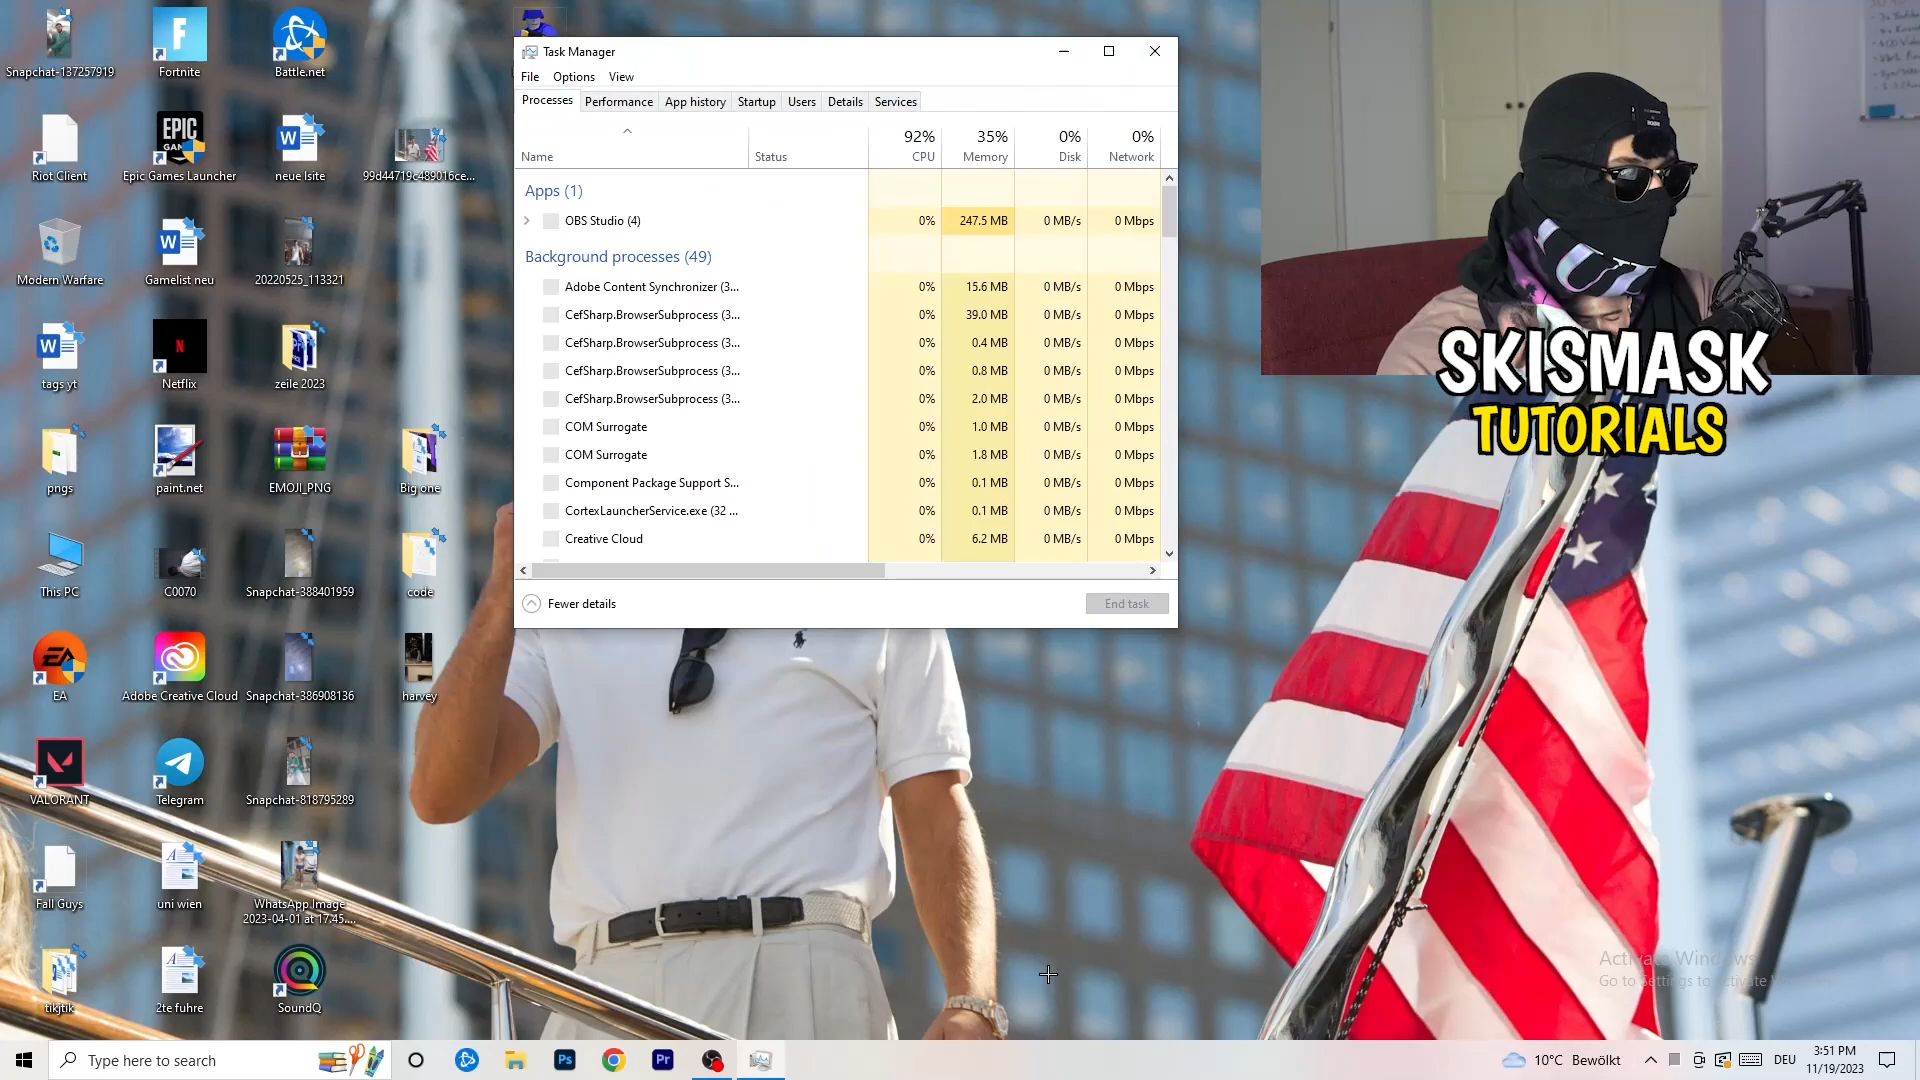 Snapchat-137257919
Fortnite
Battle.net
Riot Client
EPIC
Epic Games Launcher
neue lsite
99d44719c489016ce...
Modern Warfare
Gamelist neu
20220525_113321
tags yt
Netflix
zeile 2023
pngs
paint.net
EMOJI_PNG
Big one
This PC
C0070
Snapchat-388401959
code
EA
Adobe Creative Cloud
Snapchat-386908136
harvey
VALORANT
Telegram
Snapchat-818795289
Fall Guys
uni wien
WhatsApp Image
2023-04-01 at 17.45....
tikjtik
2te fuhre
SoundQ
Task Manager
File Options View
Processes Performance App history Startup Users Details Services
92% 35% 0% 0%
Name Status CPU Memory Disk Network
Apps (1)
OBS Studio (4) 0% 247.5 MB 0 MB/s 0 Mbps
Background processes (49)
Adobe Content Synchronizer (3... 0% 15.6 MB 0 MB/s 0 Mbps
CefSharp.BrowserSubprocess (3... 0% 39.0 MB 0 MB/s 0 Mbps
CefSharp.BrowserSubprocess (3... 0% 0.4 MB 0 MB/s 0 Mbps
CefSharp.BrowserSubprocess (3... 0% 0.8 MB 0 MB/s 0 Mbps
CefSharp.BrowserSubprocess (3... 0% 2.0 MB 0 MB/s 0 Mbps
COM Surrogate 0% 1.0 MB 0 MB/s 0 Mbps
COM Surrogate 0% 1.8 MB 0 MB/s 0 Mbps
Component Package Support S... 0% 0.1 MB 0 MB/s 0 Mbps
CortexLauncherService.exe (32 ... 0% 0.1 MB 0 MB/s 0 Mbps
Creative Cloud 0% 6.2 MB 0 MB/s 0 Mbps
Fewer details
End task
SKISMASK
TUTORIALS
Activate Windows
Go to Settings to activate
Type here to search
Ps
Pr
10°C Bewölkt
DEU
3:51 PM
11/19/2023